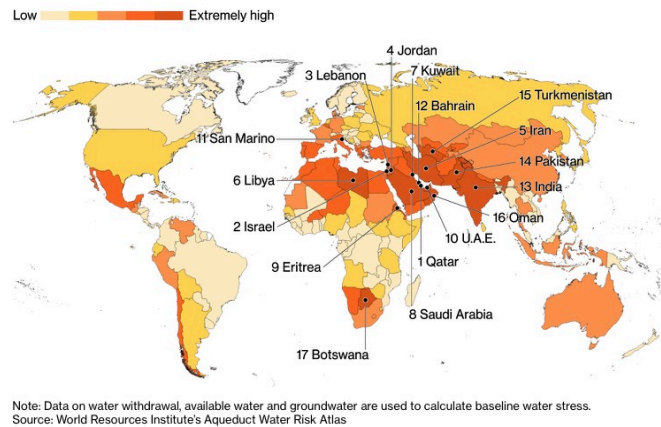 Low Extremely high
4 Jordan
3 Lebanon
7 Kuwait
12 Bahrain
15 Turkmenistan
11 San Marino
5 Iran
6 Libya
14 Pakistan
13 India
2 Israel
16 Oman
10 U.A.E.
9 Eritrea
1 Qatar
8 Saudi Arabia
17 Botswana
Note: Data on water withdrawal, available water and groundwater are used to calculate baseline water stress.
Source: World Resources Institute's Aqueduct Water Risk Atlas